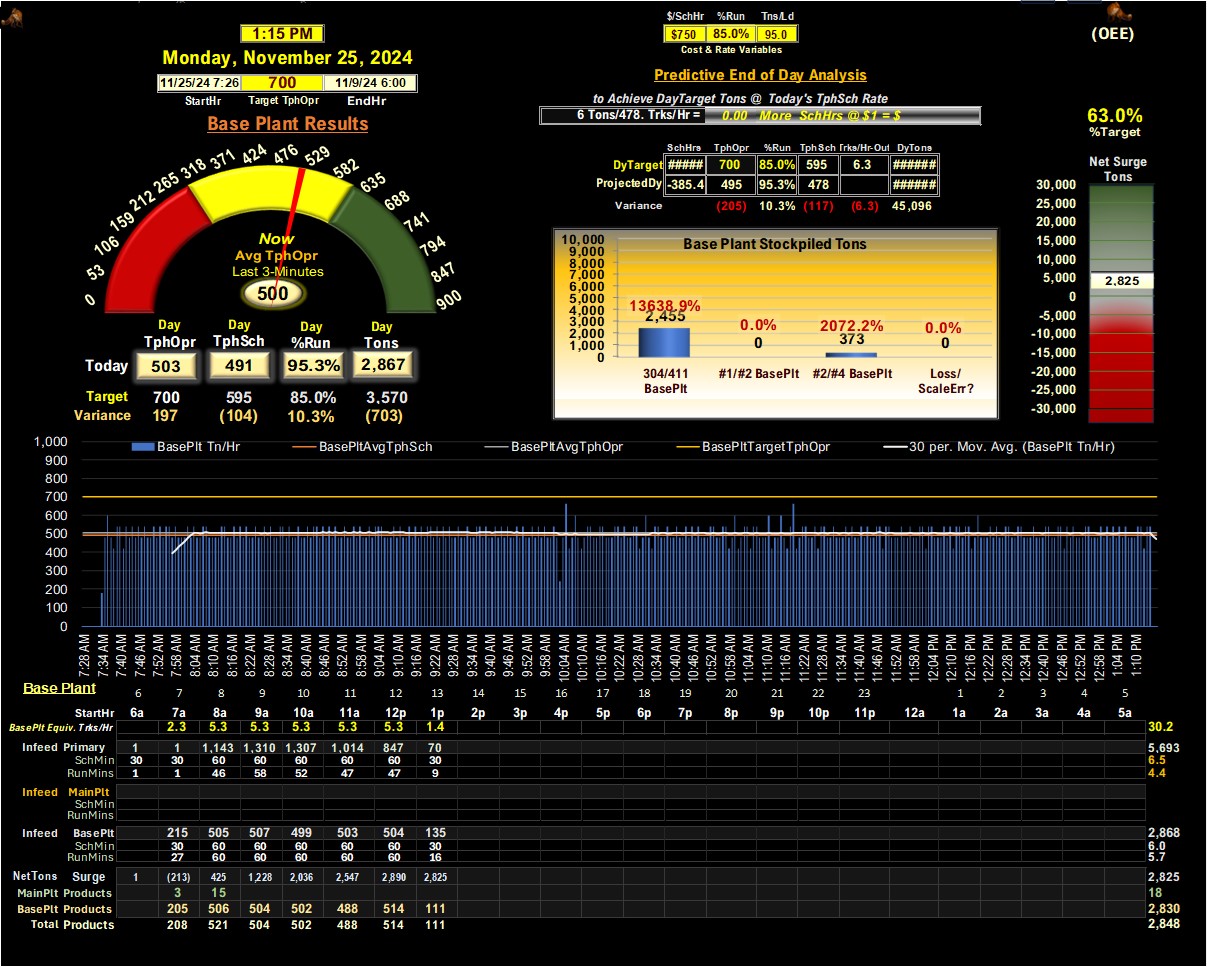 $/SchHr %Run Tns/Ld
1:15 PM
$750 85.0% 95.0
(OEE)
Cost & Rate Variables
Monday, November 25, 2024
Predictive End of Day Analysis
11/25/24 7:26 700 11/9/24 6:00
StartHr Target TphOpr EndHr
to Achieve DayTarget Tons @ Today's TphSch Rate
6 Tons/478. Trks/Hr = 0.00 More SchHrs @ $1 = $
Base Plant Results
63.0%
%Target
SchHrs TphOpr %Run TphSch Trks/Hr-Out DyTons
DyTarget ##### 700 85.0% 595 6.3 ######
ProjectedDy -385.4 495 95.3% 478 ######
Variance (205) 10.3% (117) (6.3) 45,096
Net Surge
Tons
30,000
25,000
20,000
15,000
10,000
5,000
0
-5,000
-10,000
-15,000
-20,000
-25,000
-30,000
2,825
0 53 106 159 212 265 318 371 424 476 529 582 635 688 741 794 847 900
Now
Avg TphOpr
Last 3-Minutes
500
Base Plant Stockpiled Tons
10,000
9,000
8,000
7,000
6,000
5,000
4,000
3,000
2,000
1,000
0
13638.9% 0.0% 2072.2% 0.0%
2,455 0 373 0
304/411 BasePlt
#1/#2 BasePlt
#2/#4 BasePlt
Loss/ ScaleErr?
Day Day Day Day
TphOpr TphSch %Run Tons
Today 503 491 95.3% 2,867
Target 700 595 85.0% 3,570
Variance 197 (104) 10.3% (703)
BasePlt Tn/Hr BasePltAvgTphSch BasePltAvgTphOpr BasePltTargetTphOpr 30 per. Mov. Avg. (BasePlt Tn/Hr)
1,000
900
800
700
600
500
400
300
200
100
0
7:28 AM 7:34 AM 7:40 AM 7:46 AM 7:52 AM 7:58 AM 8:04 AM 8:10 AM 8:16 AM 8:22 AM 8:28 AM 8:34 AM 8:40 AM 8:46 AM 8:52 AM 8:58 AM 9:04 AM 9:10 AM 9:16 AM 9:22 AM 9:28 AM 9:34 AM 9:40 AM 9:46 AM 9:52 AM 9:58 AM 10:04 AM 10:10 AM 10:16 AM 10:22 AM 10:28 AM 10:34 AM 10:40 AM 10:46 AM 10:52 AM 10:58 AM 11:04 AM 11:10 AM 11:16 AM 11:22 AM 11:28 AM 11:34 AM 11:40 AM 11:46 AM 11:52 AM 11:58 AM 12:04 PM 12:10 PM 12:16 PM 12:22 PM 12:28 PM 12:34 PM 12:40 PM 12:46 PM 12:52 PM 12:58 PM 1:04 PM 1:10 PM
Base Plant 6 7 8 9 10 11 12 13 14 15 16 17 18 19 20 21 22 23 1 2 3 4 5
StartHr 6a 7a 8a 9a 10a 11a 12p 1p 2p 3p 4p 5p 6p 7p 8p 9p 10p 11p 12a 1a 2a 3a 4a 5a
BasePlt Equiv. Trks/Hr 2.3 5.3 5.3 5.3 5.3 5.3 1.4 30.2
Infeed Primary 1 1 1,143 1,310 1,307 1,014 847 70 5,693
SchMin 30 30 60 60 60 60 60 30 6.5
RunMins 1 1 46 58 52 47 47 9 4.4
Infeed MainPlt
SchMin
RunMins
Infeed BasePlt 215 505 507 499 503 504 135 2,868
SchMin 30 60 60 60 60 60 30 6.0
RunMins 27 60 60 60 60 60 16 5.7
NetTons Surge 1 (213) 425 1,228 2,036 2,547 2,890 2,825 2,825
MainPlt Products 3 15 18
BasePlt Products 205 506 504 502 488 514 111 2,830
Total Products 208 521 504 502 488 514 111 2,848